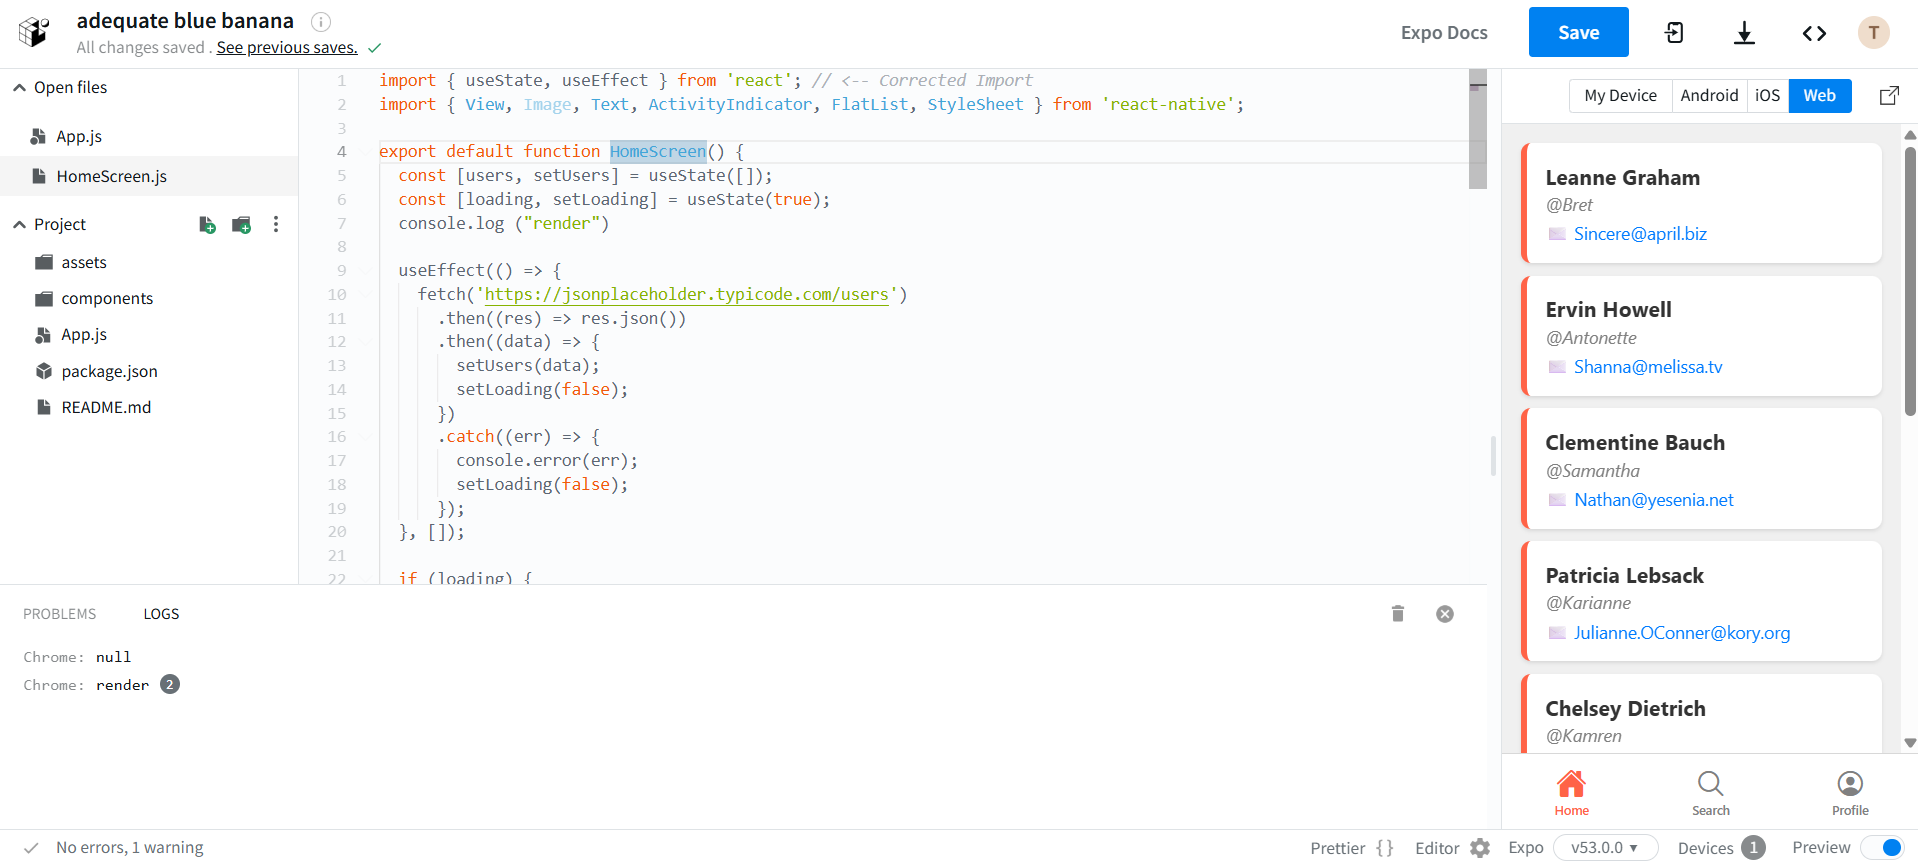 adequate blue banana
All changes saved . See previous saves.
Expo Docs
Save
T
Open files
App.js
HomeScreen.js
Project
assets
components
App.js
package.json
README.md
1 import { useState, useEffect } from 'react'; // <-- Corrected Import
2 import { View, Image, Text, ActivityIndicator, FlatList, StyleSheet } from 'react-native';
3
4 export default function HomeScreen() {
5 const [users, setUsers] = useState([]);
6 const [loading, setLoading] = useState(true);
7 console.log ("render")
8
9 useEffect(() => {
10 fetch('https://jsonplaceholder.typicode.com/users')
11 .then((res) => res.json())
12 .then((data) => {
13 setUsers(data);
14 setLoading(false);
15 })
16 .catch((err) => {
17 console.error(err);
18 setLoading(false);
19 });
20 }, []);
21
22 if (loading) {
PROBLEMS LOGS
Chrome: null
Chrome: render 2
My Device Android iOS Web
Leanne Graham
@Bret
Sincere@april.biz
Ervin Howell
@Antonette
Shanna@melissa.tv
Clementine Bauch
@Samantha
Nathan@yesenia.net
Patricia Lebsack
@Karianne
Julianne.OConner@kory.org
Chelsey Dietrich
@Kamren
Home Search Profile
No errors, 1 warning
Prettier {} Editor Expo v53.0.0 Devices 1 Preview